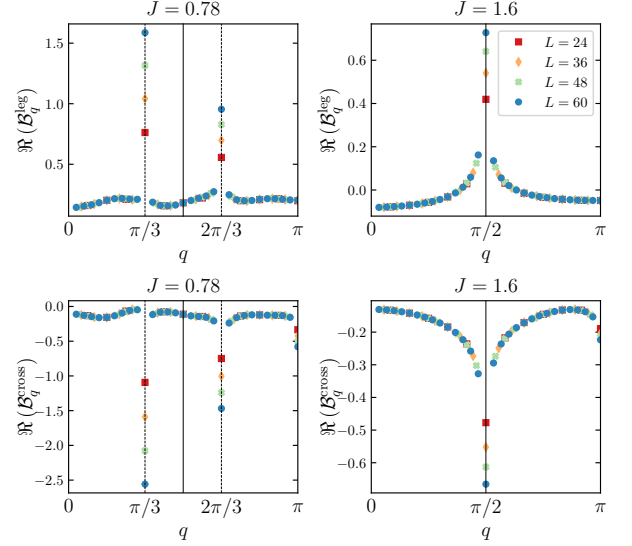 J = 0.78
ℜ (𝓑_q^leg)
1.5
1.0
0.5
0
π/3
2π/3
π
q
J = 1.6
ℜ (𝓑_q^leg)
0.6
0.4
0.2
0.0
0
π/2
π
q
L = 24
L = 36
L = 48
L = 60
J = 0.78
ℜ (𝓑_q^cross)
0.0
−0.5
−1.0
−1.5
−2.0
−2.5
0
π/3
2π/3
π
q
J = 1.6
ℜ (𝓑_q^cross)
−0.2
−0.3
−0.4
−0.5
−0.6
0
π/2
π
q